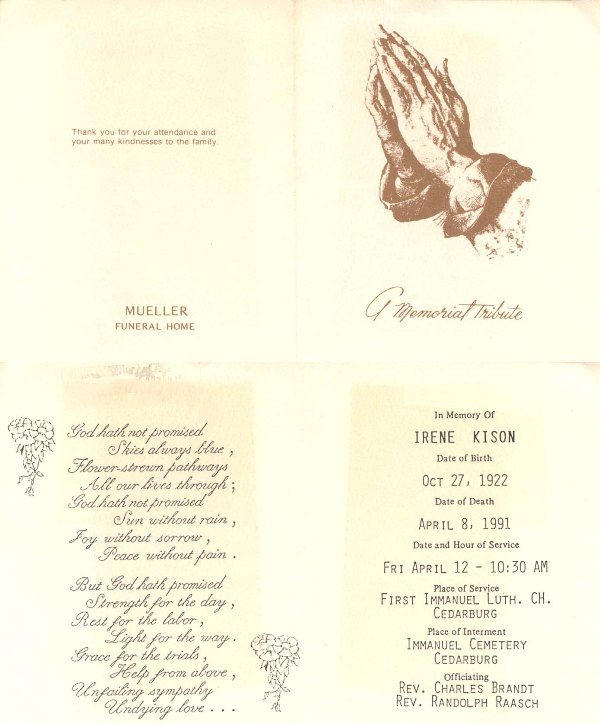 Thank you for your attendance and
your many kindnesses to the family.
MUELLER
FUNERAL HOME
A Memorial Tribute
God hath not promised
Skies always blue,
Flower-strewn pathways
All our lives through;
God hath not promised
Sun without rain,
Joy without sorrow,
Peace without pain.
But God hath promised
Strength for the day,
Rest for the labor,
Light for the way.
Grace for the trials,
Help from above,
Unfailing sympathy
Undying love...
In Memory Of
IRENE KISON
Date of Birth
OCT 27, 1922
Date of Death
APRIL 8, 1991
Date and Hour of Service
FRI APRIL 12 - 10:30 AM
Place of Service
FIRST IMMANUEL LUTH. CH.
CEDARBURG
Place of Interment
IMMANUEL CEMETERY
CEDARBURG
Officiating
REV. CHARLES BRANDT
REV. RANDOLPH RAASCH